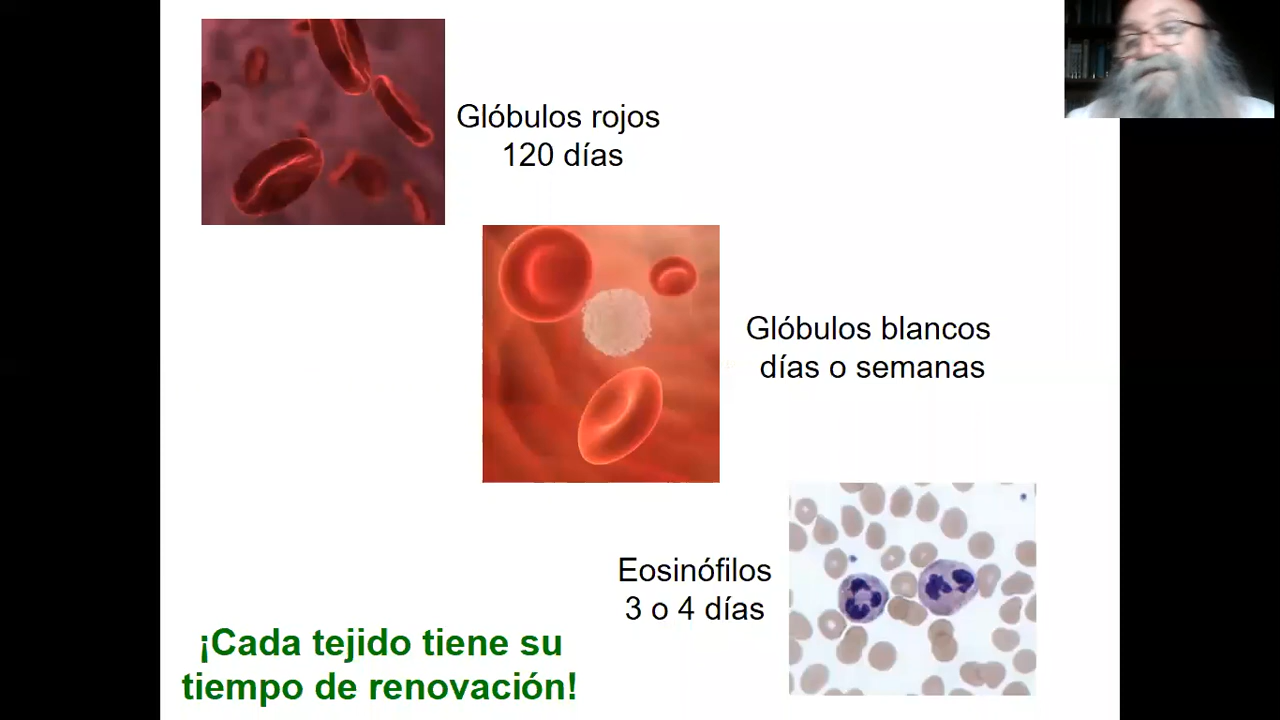 Glóbulos rojos
120 días
Glóbulos blancos
días o semanas
Eosinófilos
3 o 4 días
¡Cada tejido tiene su
tiempo de renovación!